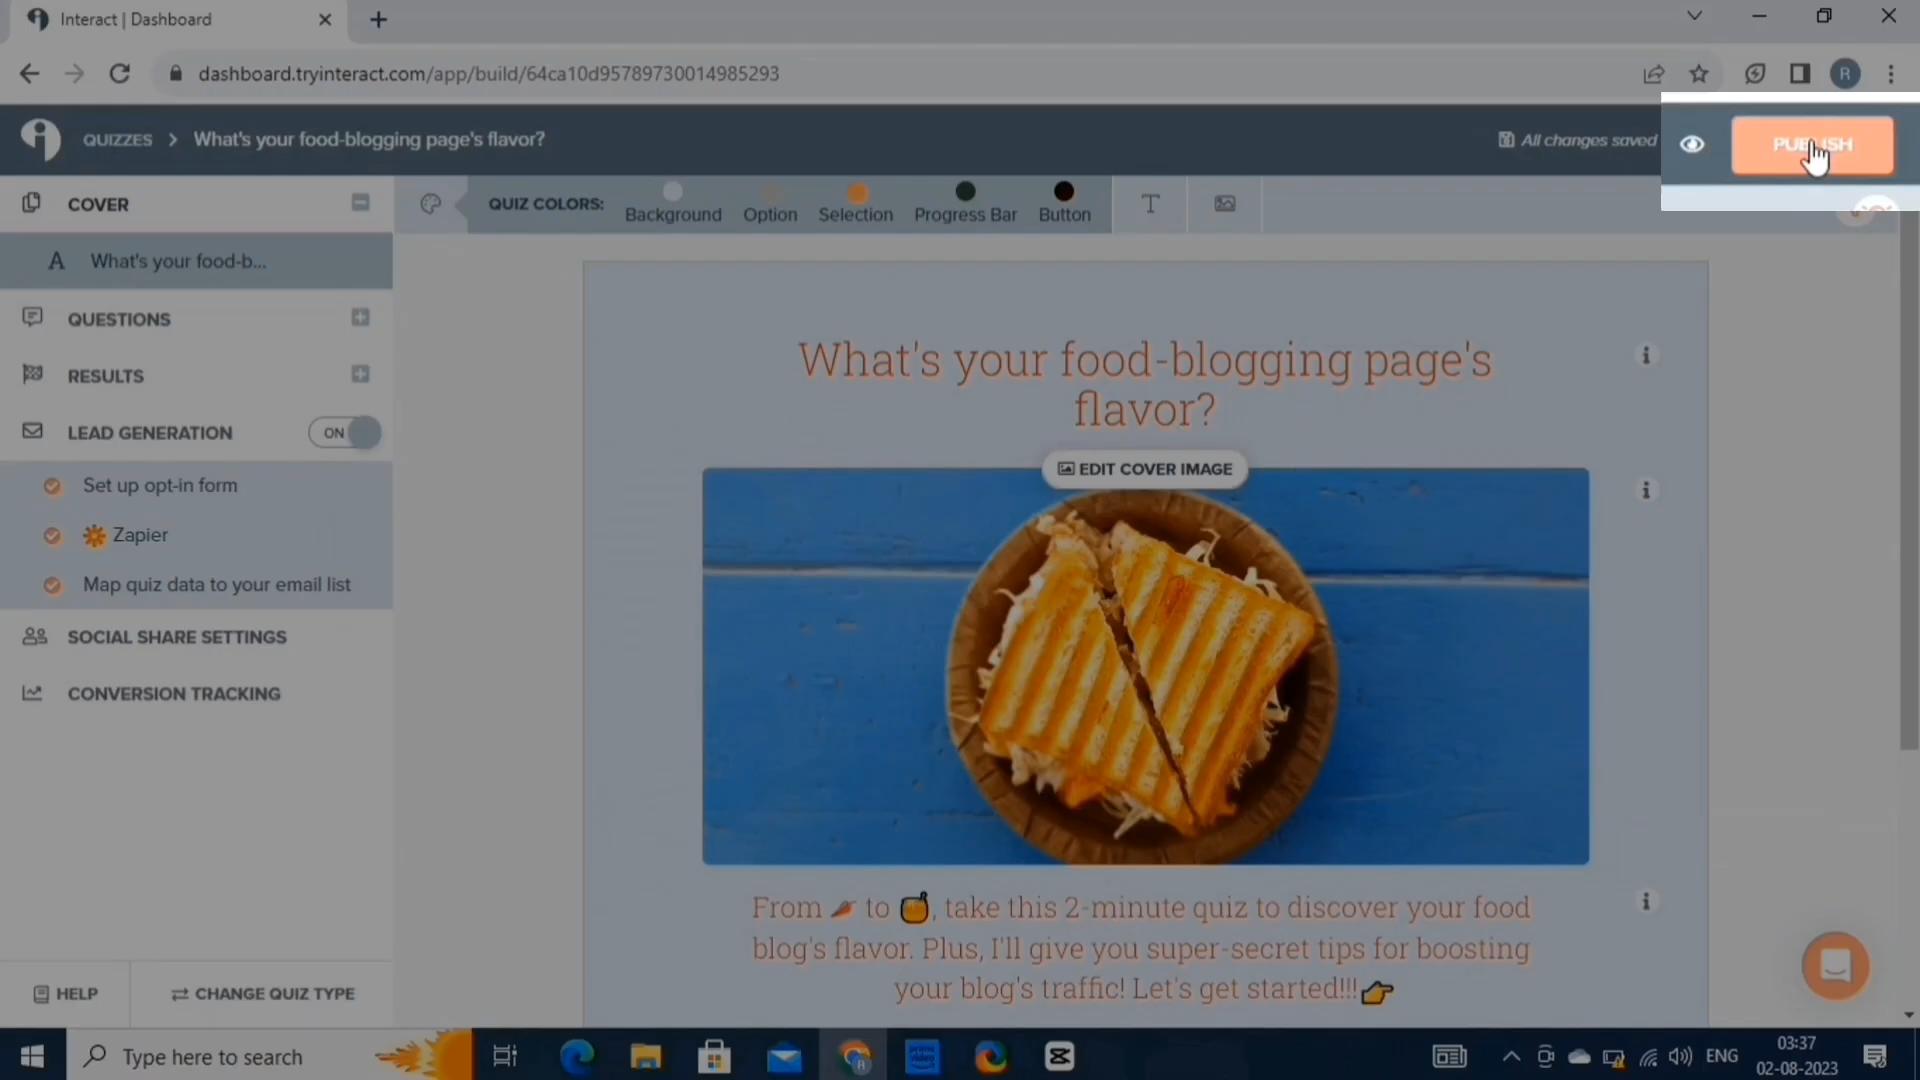 Interact | Dashboard
dashboard.tryinteract.com/app/build/64ca10d95789730014985293
R
QUIZZES > What's your food-blogging page's flavor?
All changes saved
PUBLISH
COVER
A What's your food-b...
QUESTIONS
RESULTS
LEAD GENERATION
ON
Set up opt-in form
Zapier
Map quiz data to your email list
SOCIAL SHARE SETTINGS
CONVERSION TRACKING
HELP
CHANGE QUIZ TYPE
QUIZ COLORS:
Background
Option
Selection
Progress Bar
Button
T
What's your food-blogging page's
flavor?
EDIT COVER IMAGE
From 🌶 to 🍯, take this 2-minute quiz to discover your food
blog's flavor. Plus, I'll give you super-secret tips for boosting
your blog's traffic! Let's get started!!!👉
Type here to search
prime video
R
ENG
03:37
02-08-2023